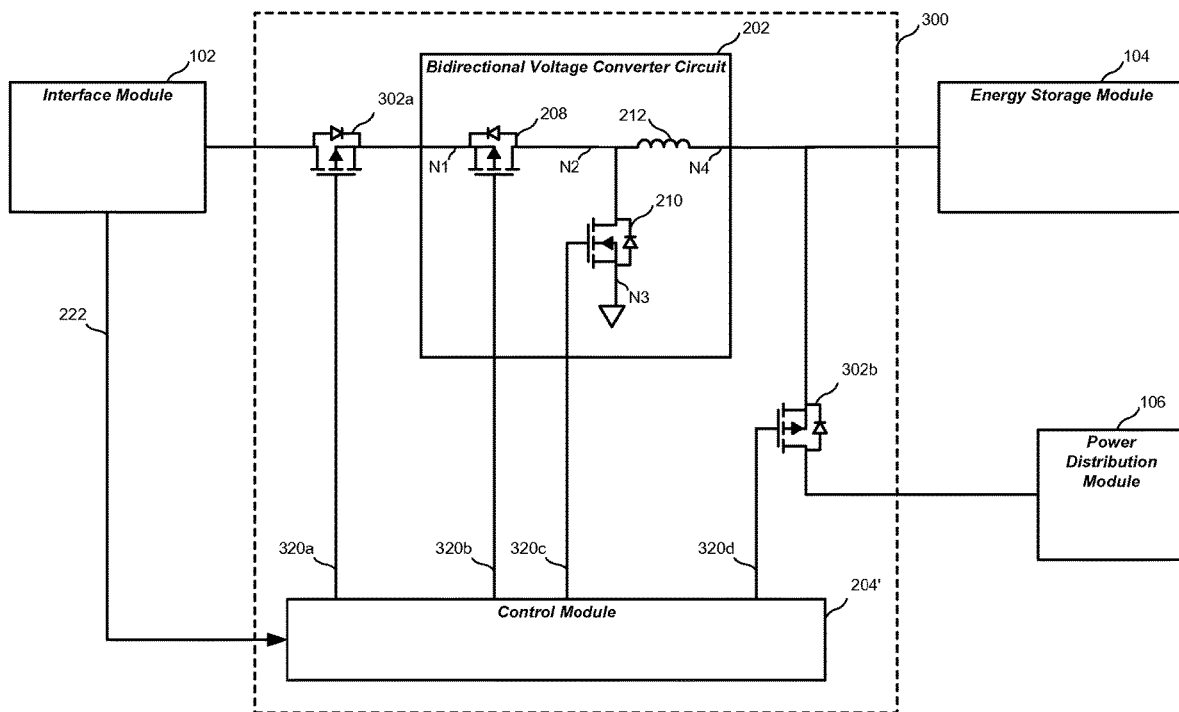 300
202
102
Interface Module
302a
Bidirectional Voltage Converter Circuit
208
212
104
Energy Storage Module
N1
N2
N4
210
N3
222
302b
106
Power
Distribution
Module
320a
320b
320c
320d
204'
Control Module